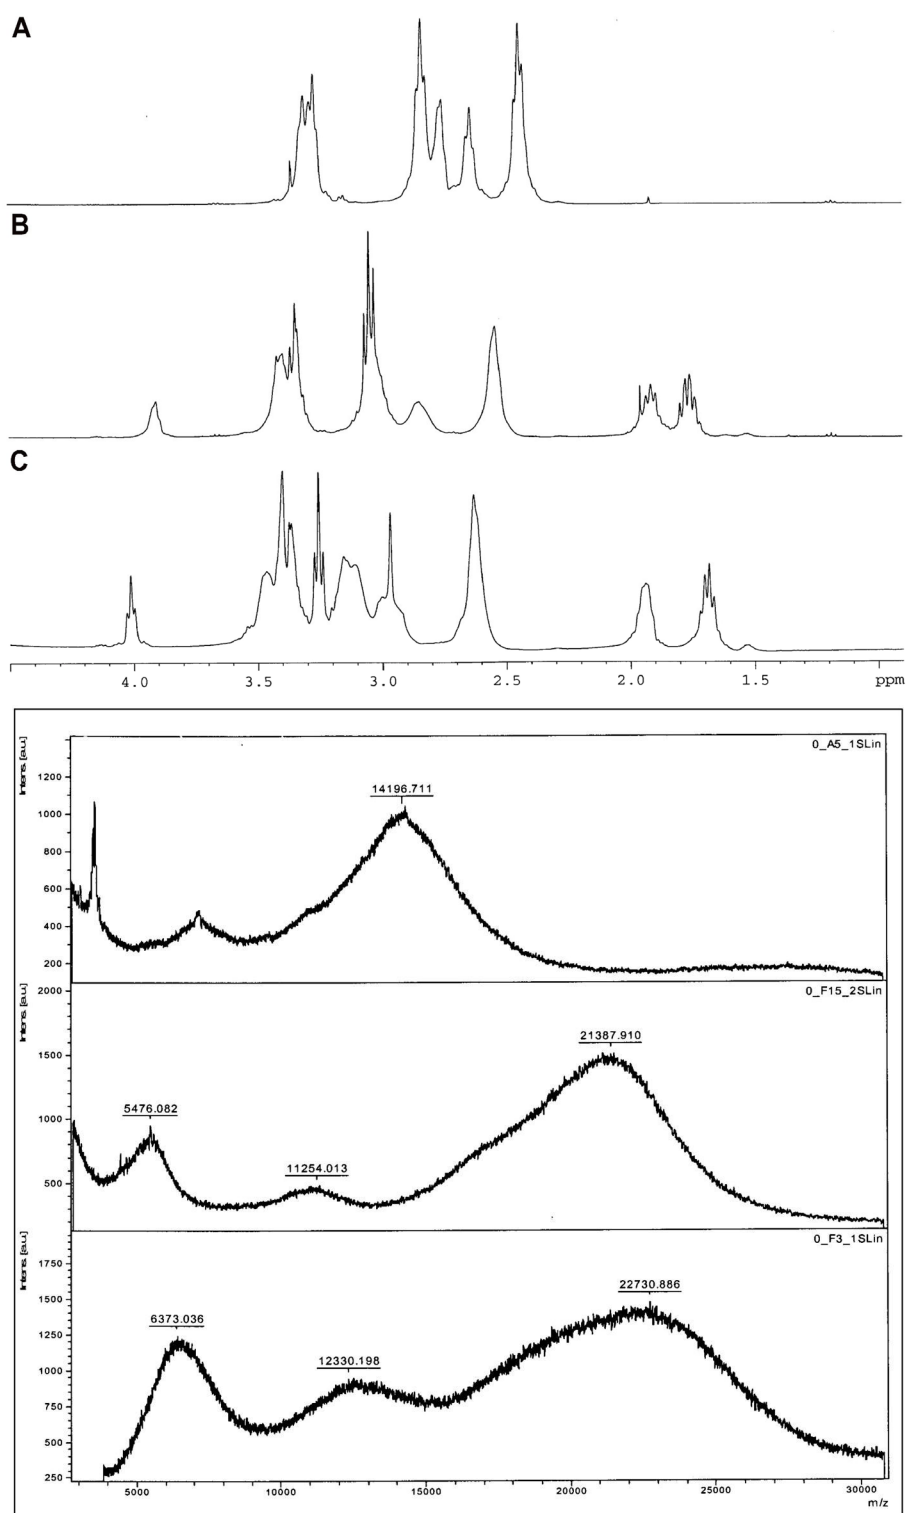 A
B
C
4.0 3.5 3.0 2.5 2.0 1.5 ppm
0_A5_1SLin
Intens. [a.u.]
14196.711
1200
1000
800
600
400
200
0_F15_2SLin
Intens. [a.u.]
2000
21387.910
1500
5476.082
1000
11254.013
500
0_F3_1SLin
Intens. [a.u.]
1750
22730.886
1500
6373.036
1250
12330.198
1000
750
500
250
5000 10000 15000 20000 25000 30000
m/z